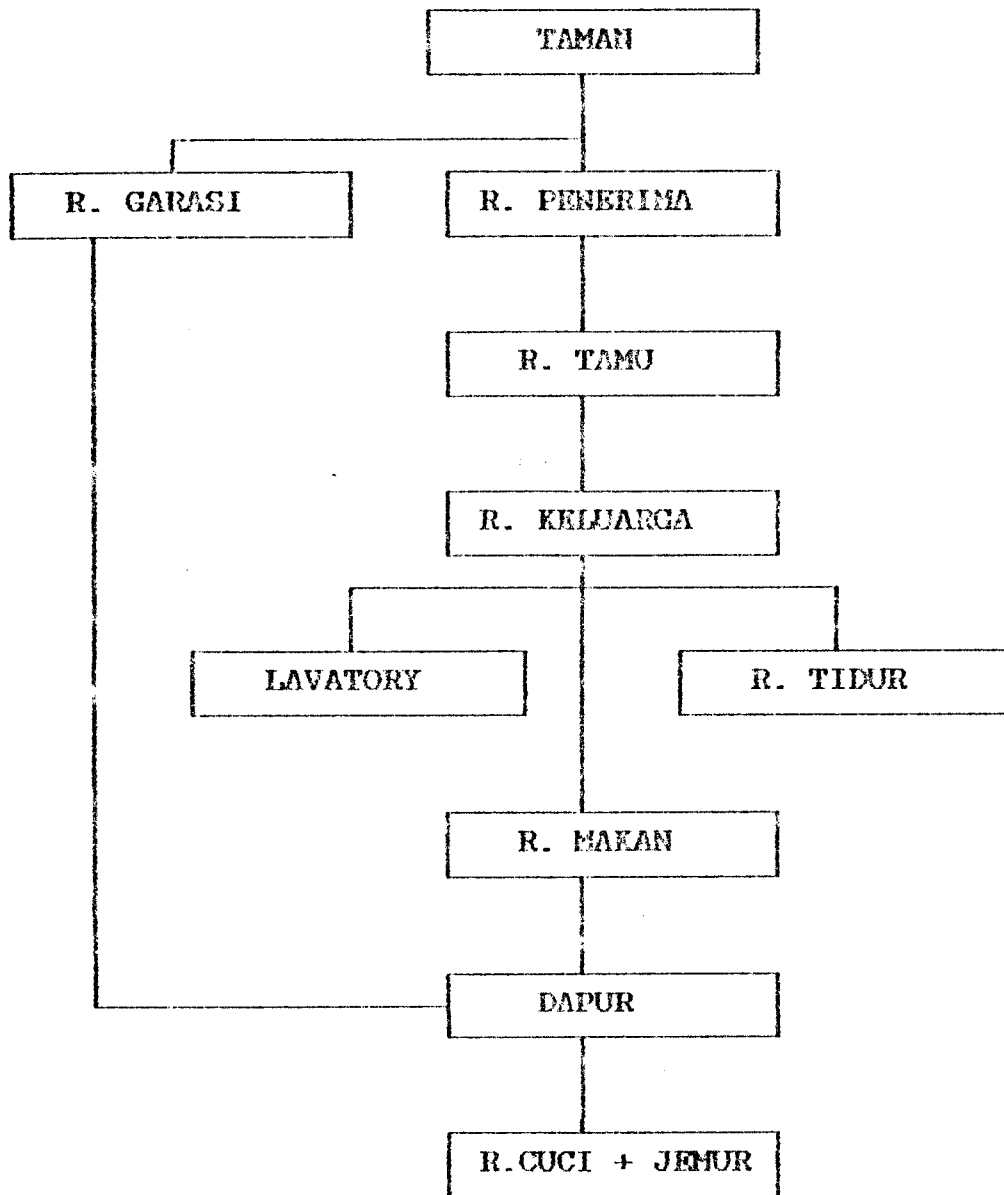 TAMAN
R. GARASI
R. PENERIMA
R. TAMU
R. KELUARGA
LAVATORY
R. TIDUR
R. MAKAN
DAPUR
R.CUCI + JEMUR